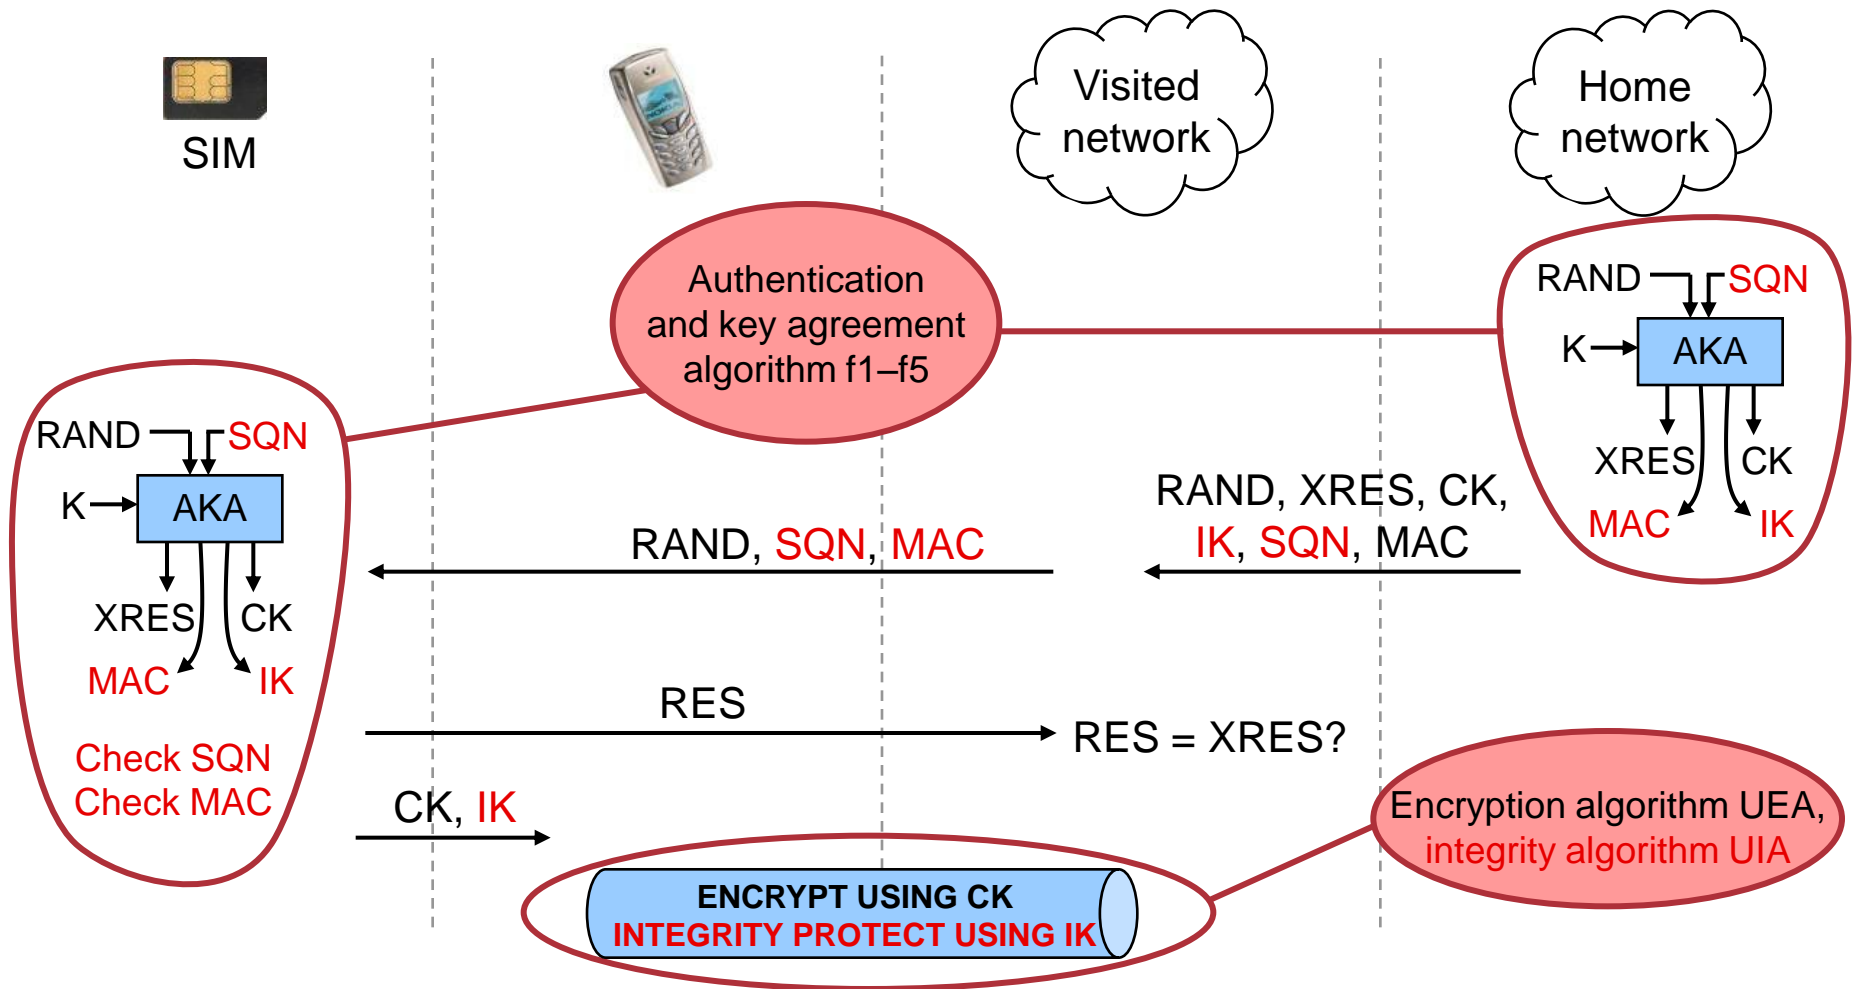 SIM
Visited
network
Home
network
Authentication
and key agreement
algorithm f1–f5
RAND
SQN
K
AKA
XRES
CK
MAC
IK
RAND
SQN
K
AKA
XRES
CK
MAC
IK
Check SQN
Check MAC
RAND, XRES, CK,
IK, SQN, MAC
RAND, SQN, MAC
RES
RES = XRES?
CK, IK
Encryption algorithm UEA,
integrity algorithm UIA
ENCRYPT USING CK
INTEGRITY PROTECT USING IK